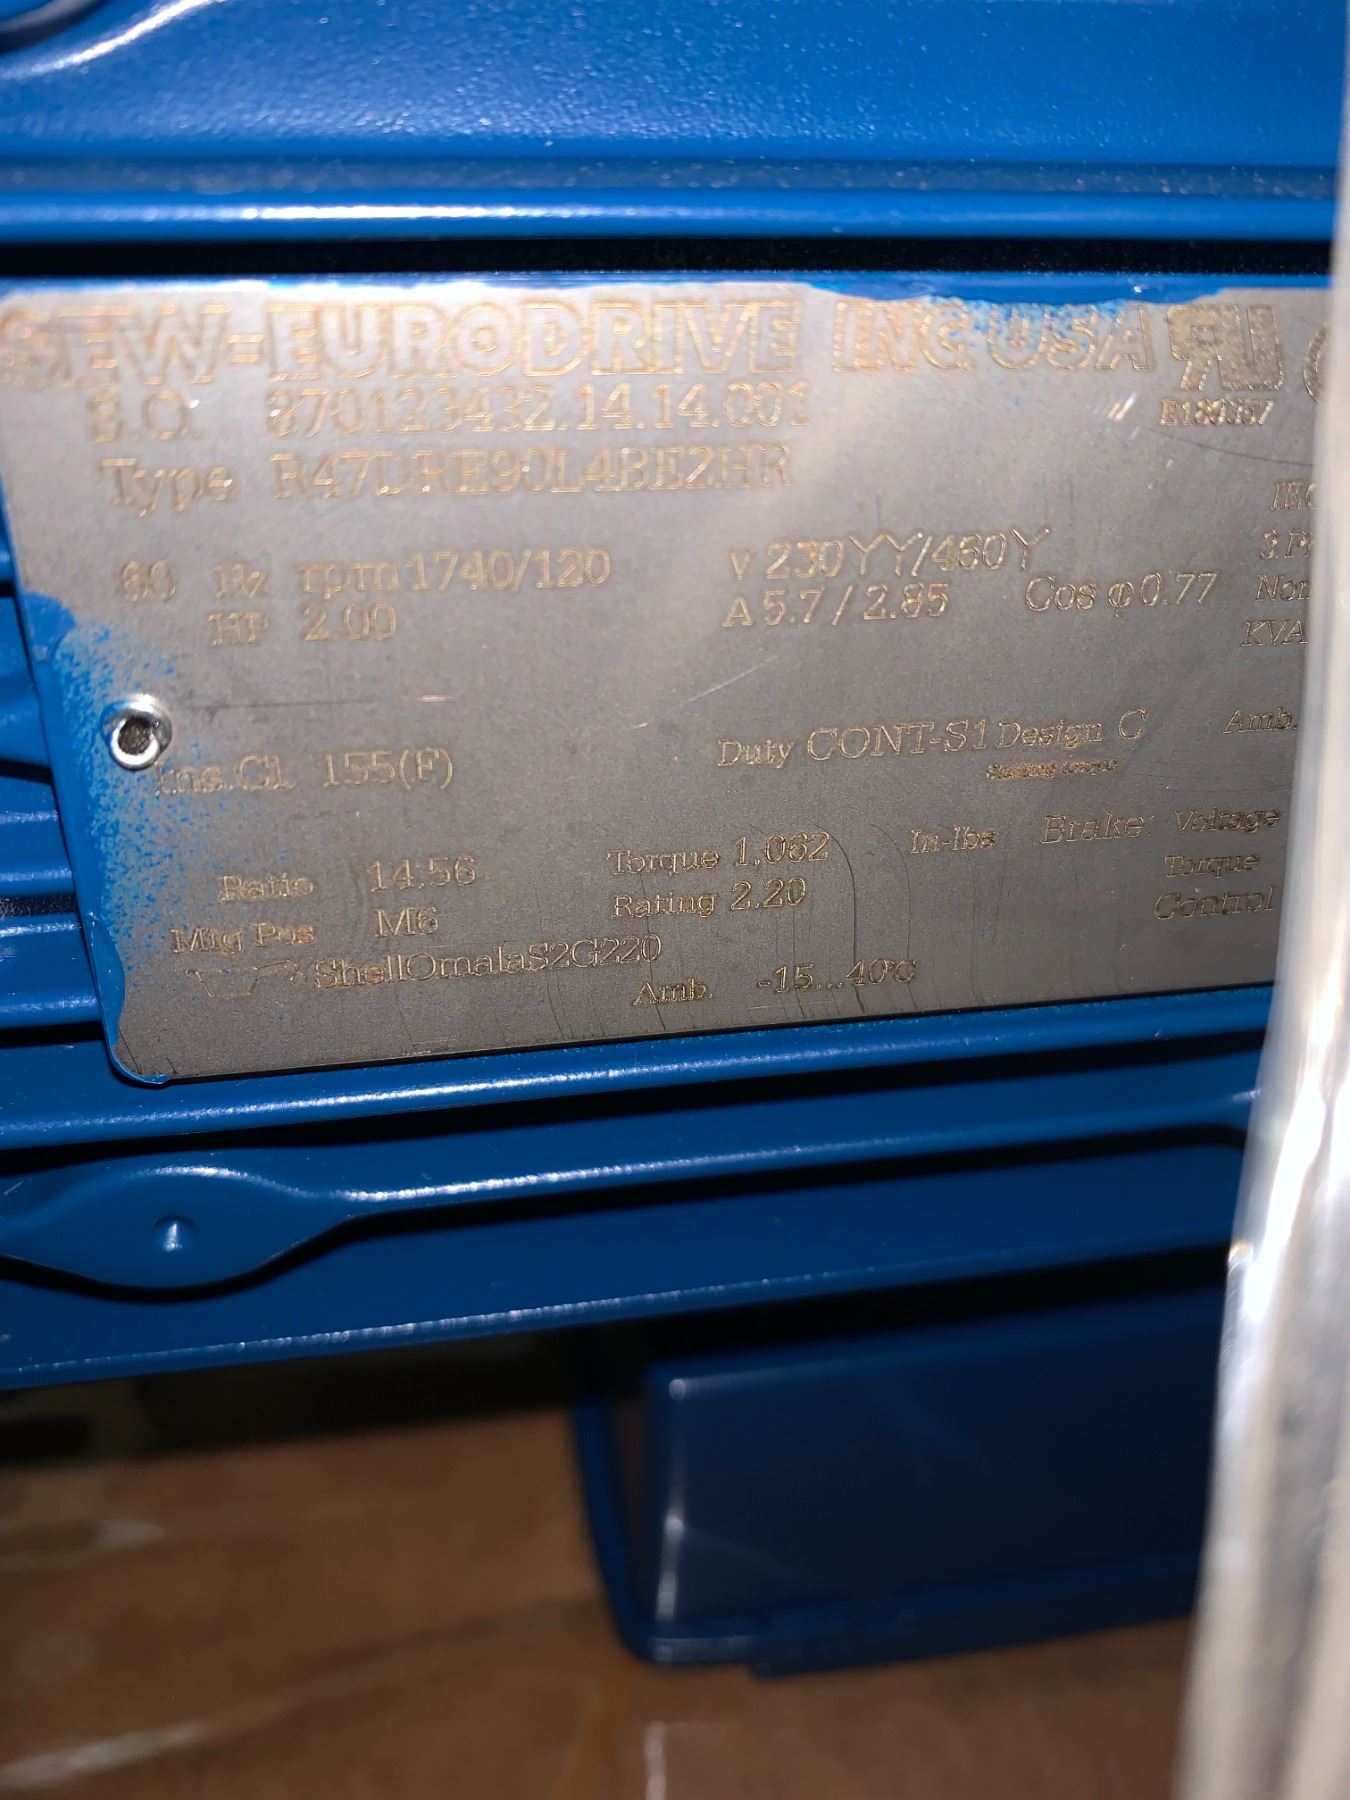 SEW-EURODRIVE INC USA
S.O. 870123432.14.14.001
Type R47DRE90L4BE2HR
60 Hz rpm 1740/120 V 230YY/460Y
HP 2.00 A 5.7 / 2.85 Cos φ 0.77
KVA
Ins.Cl 155(F) Duty CONT-S1 Design C Amb.
Ratio 14.56 Torque 1,062 In-lbs Brake: Voltage
Mtg Pos M6 Rating 2.20 Torque
Control
ShellOmalaS2G220 Amb. -15...40°C